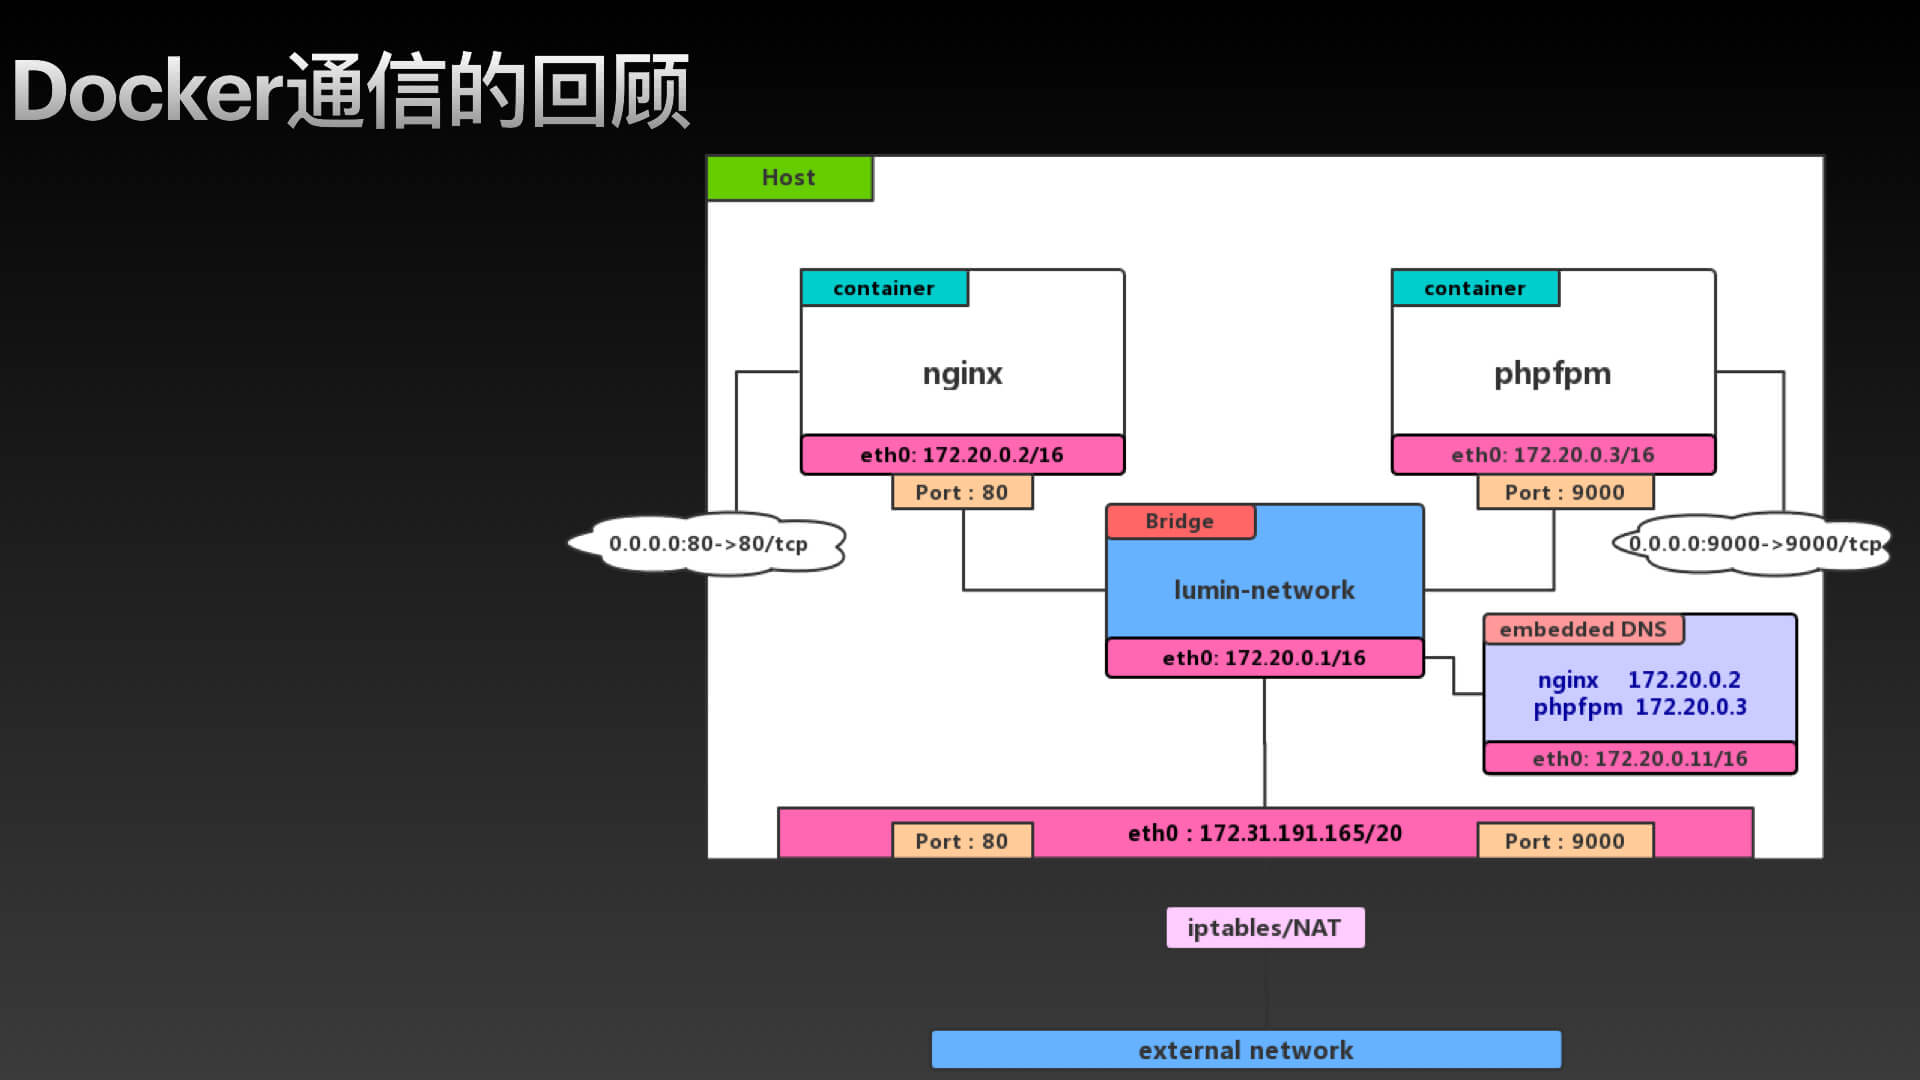 Docker通信的回顾
Host
container
container
nginx
phpfpm
eth0: 172.20.0.2/16
eth0: 172.20.0.3/16
Port : 80
Port : 9000
Bridge
0.0.0.0:80->80/tcp
0.0.0.0:9000->9000/tcp
lumin-network
embedded DNS
eth0: 172.20.0.1/16
nginx 172.20.0.2
phpfpm 172.20.0.3
eth0: 172.20.0.11/16
eth0 : 172.31.191.165/20
Port : 80
Port : 9000
iptables/NAT
external network